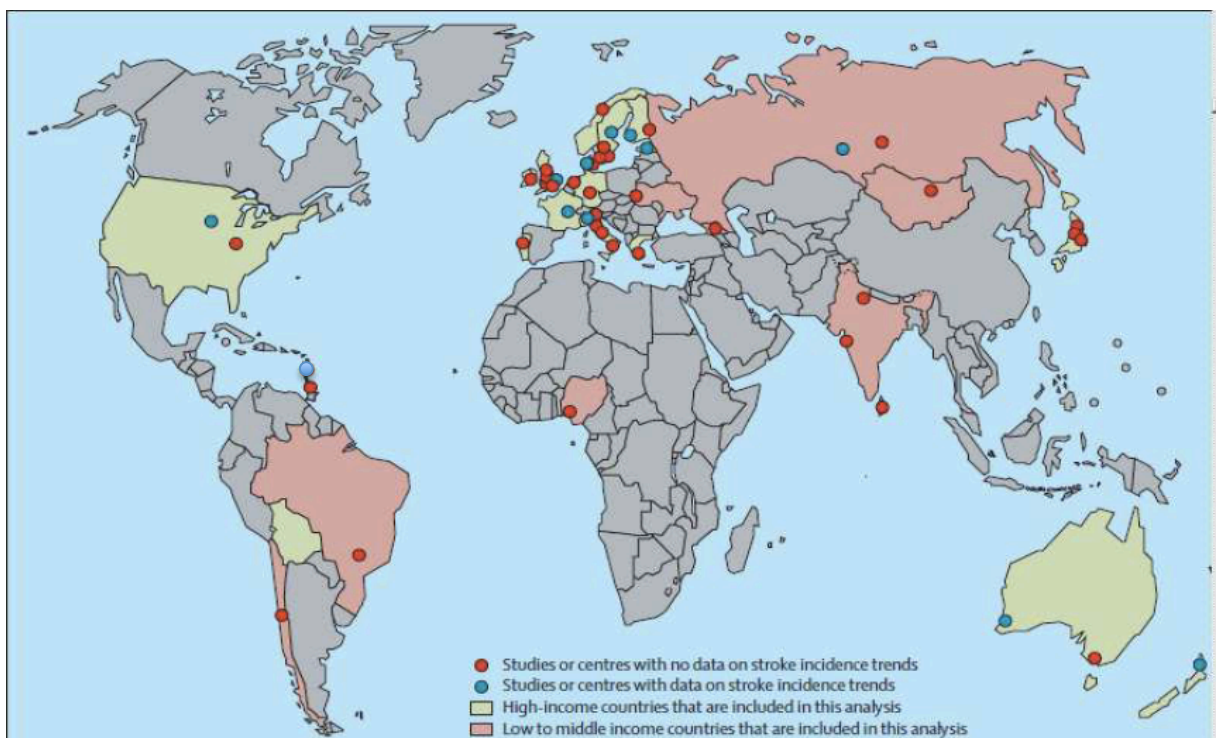 Studies or centres with no data on stroke incidence trends
Studies or centres with data on stroke incidence trends
High-income countries that are included in this analysis
Low to middle income countries that are included in this analysis